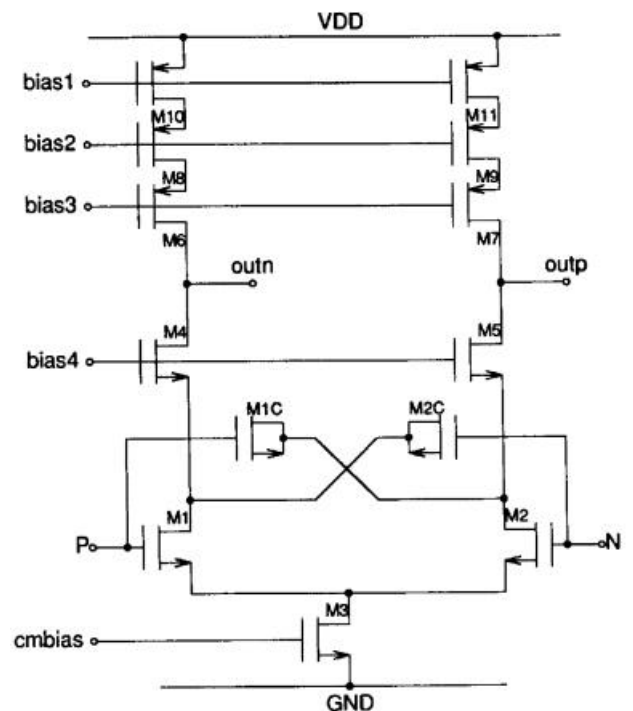 VDD
bias1
M10
M11
bias2
M8
M9
bias3
M6
M7
outn
outp
M4
M5
bias4
M1C
M2C
M1
M2
P
N
M3
cmbias
GND